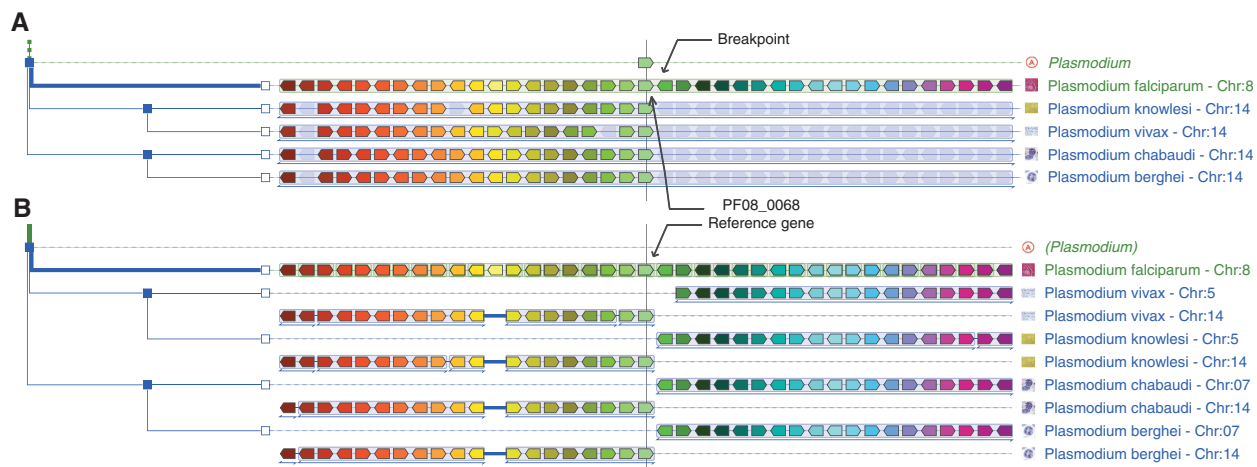 A
Breakpoint
A Plasmodium
Plasmodium falciparum - Chr:8
Plasmodium knowlesi - Chr:14
Plasmodium vivax - Chr:14
Plasmodium chabaudi - Chr:14
Plasmodium berghei - Chr:14
PF08_0068
B
Reference gene
A (Plasmodium)
Plasmodium falciparum - Chr:8
Plasmodium vivax - Chr:5
Plasmodium vivax - Chr:14
Plasmodium knowlesi - Chr:5
Plasmodium knowlesi - Chr:14
Plasmodium chabaudi - Chr:07
Plasmodium chabaudi - Chr:14
Plasmodium berghei - Chr:07
Plasmodium berghei - Chr:14